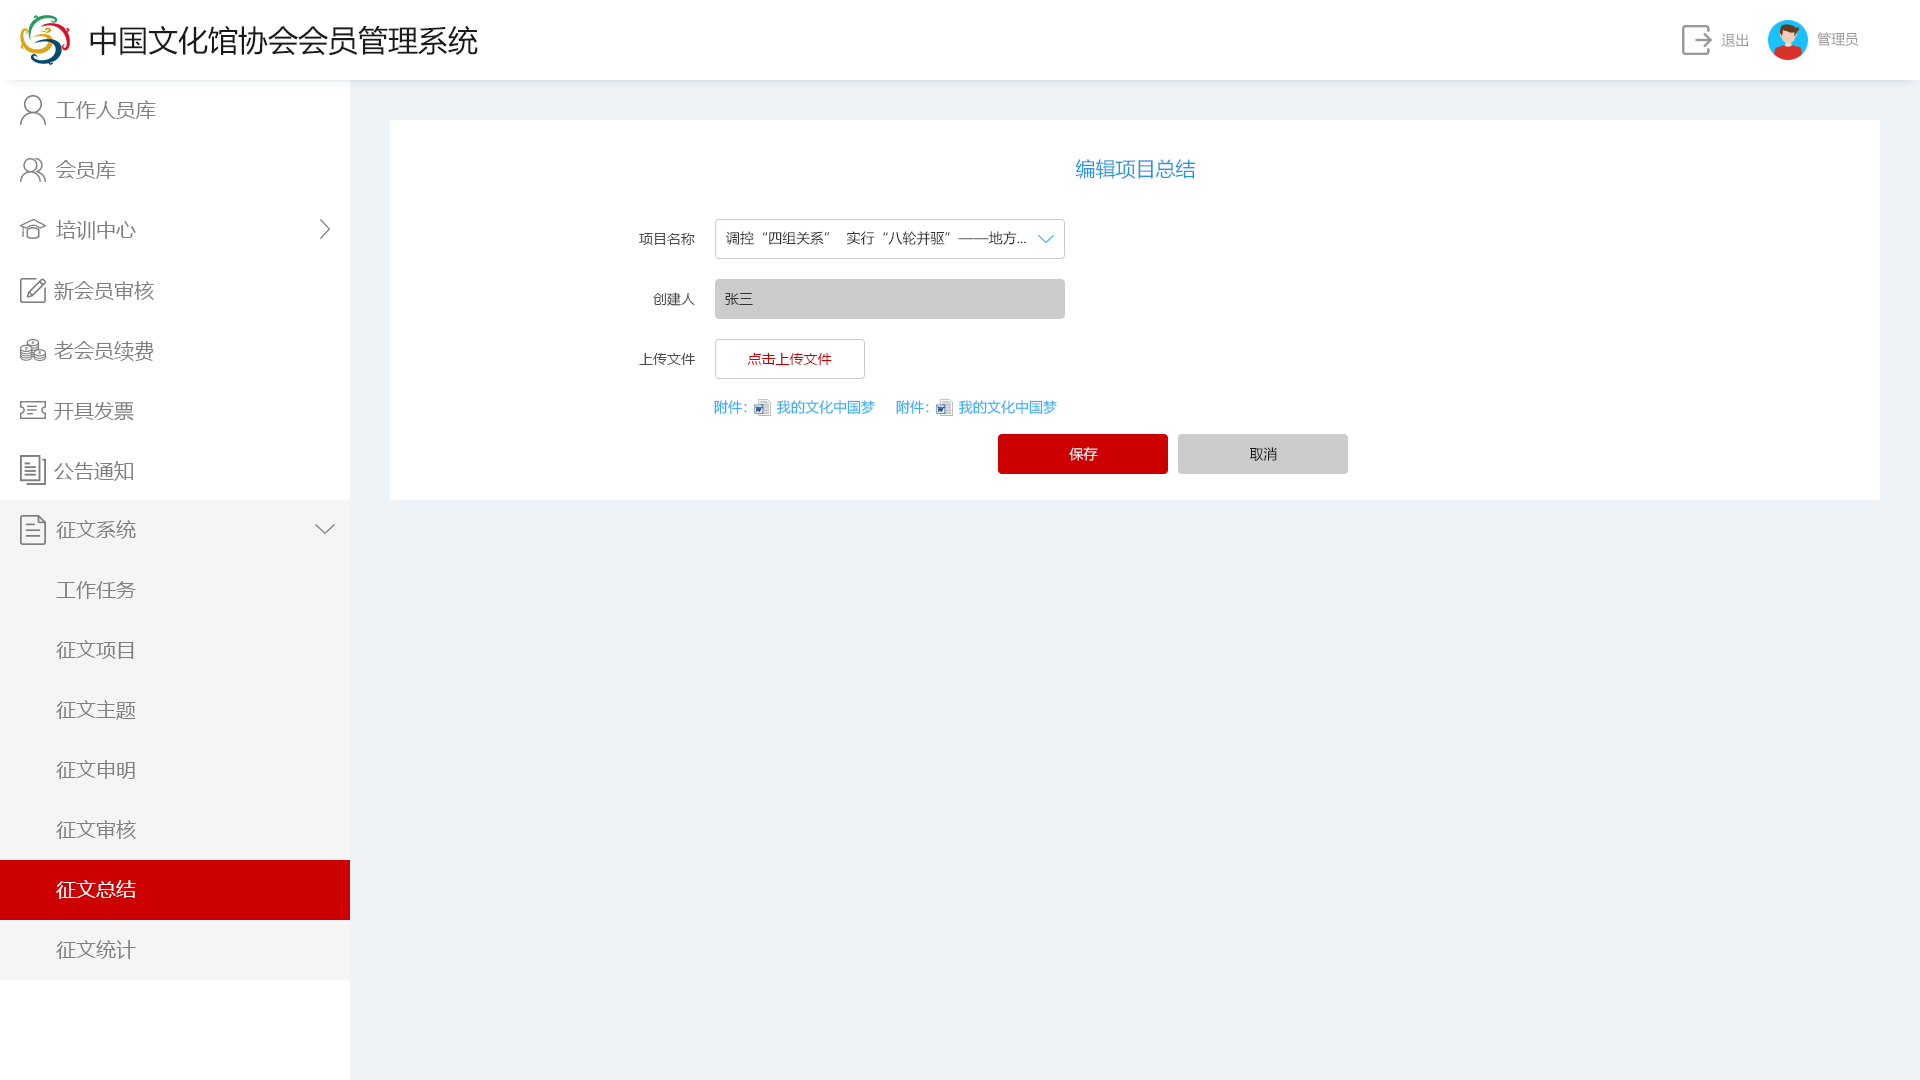 中国文化馆协会会员管理系统
退出
管理员
工作人员库
会员库
培训中心
新会员审核
老会员续费
开具发票
公告通知
征文系统
工作任务
征文项目
征文主题
征文申明
征文审核
征文总结
征文统计
编辑项目总结
项目名称 调控“四组关系” 实行“八轮并驱”——地方...
创建人 张三
上传文件 点击上传文件
附件: 我的文化中国梦 附件: 我的文化中国梦
保存 取消